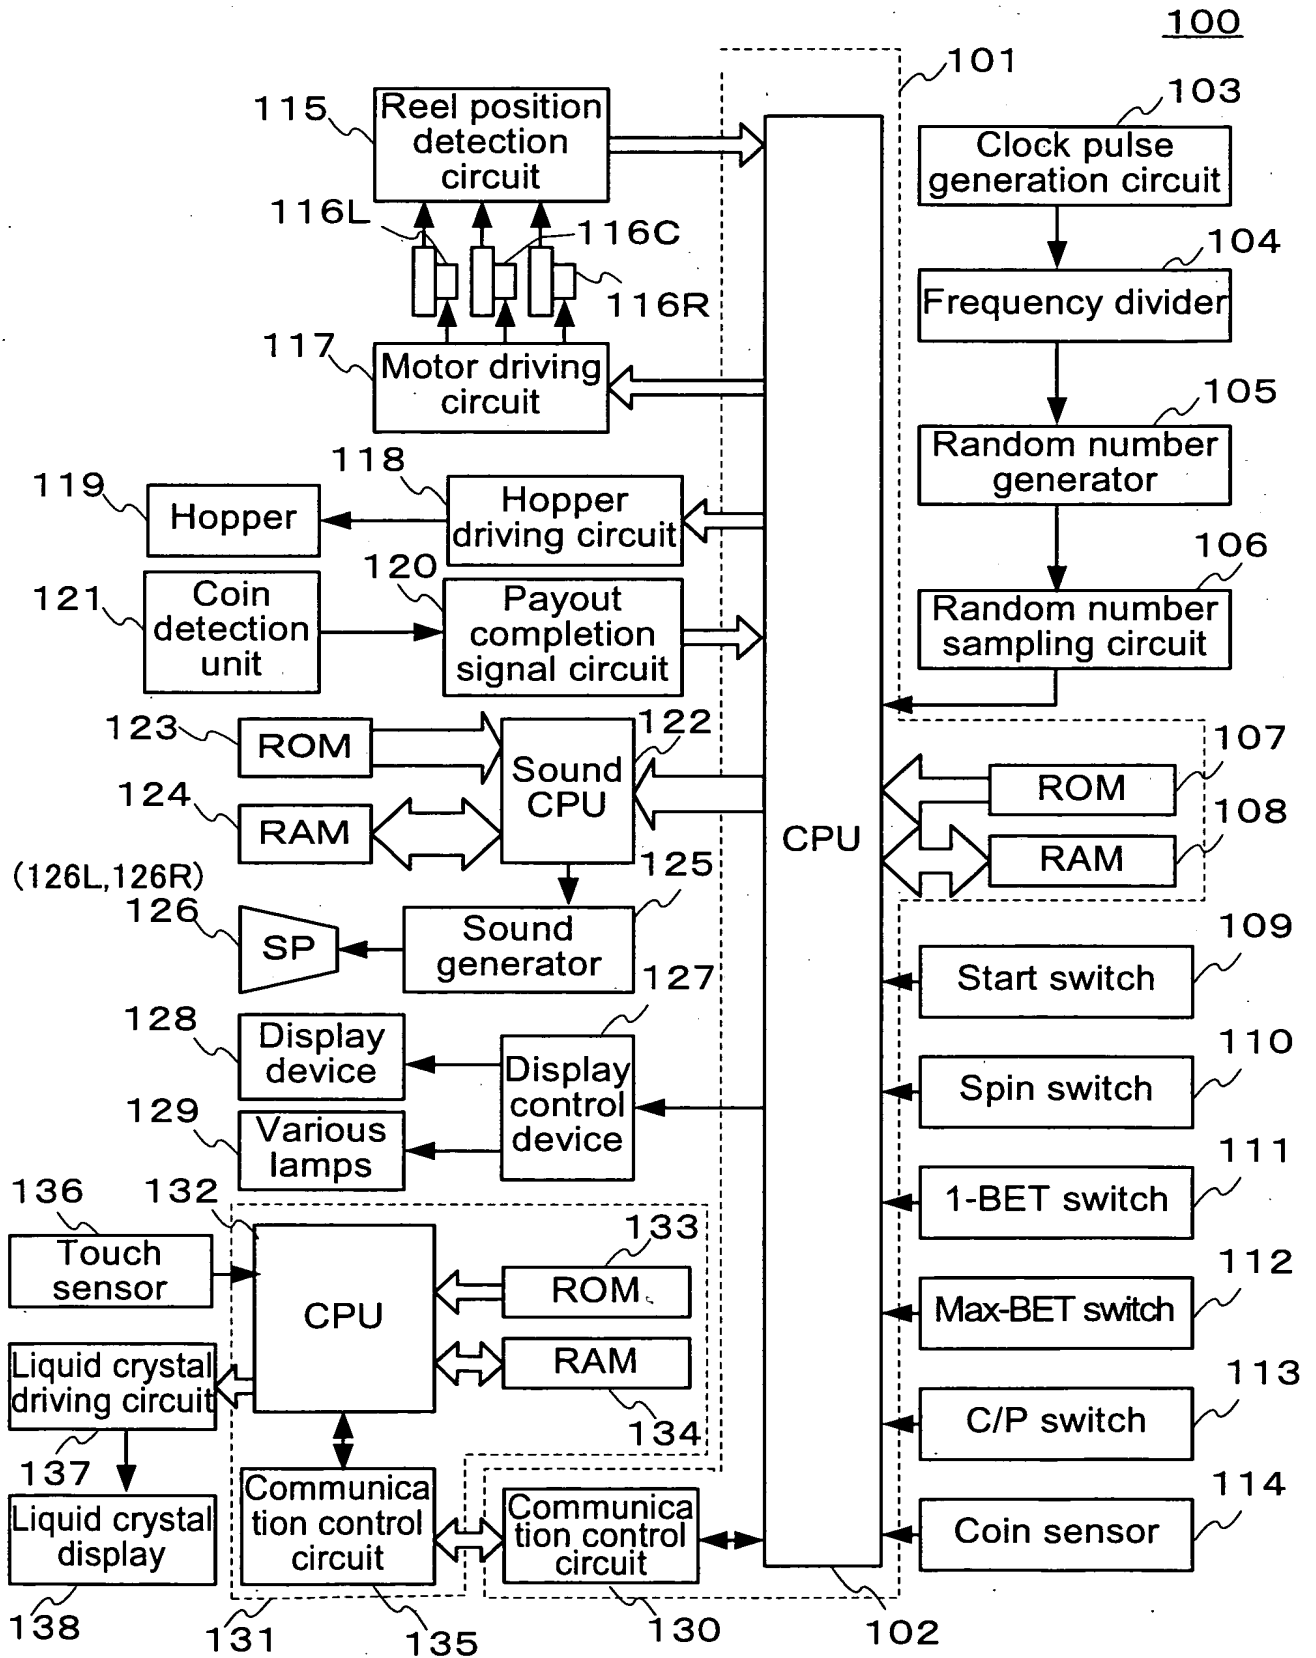 100
101
103
115
Reel position
detection
circuit
Clock pulse
generation circuit
116L
116C
104
116R
Frequency divider
117
Motor driving
circuit
105
Random number
generator
118
119
Hopper
Hopper
driving circuit
106
120
121
Coin
detection
unit
Payout
completion
signal circuit
Random number
sampling circuit
123
ROM
122
Sound
CPU
107
ROM
124
RAM
CPU
108
RAM
(126L,126R)
126
SP
125
Sound
generator
109
Start switch
127
128
Display
device
Display
control
device
110
Spin switch
129
Various
lamps
111
1-BET switch
136
132
133
Touch
sensor
CPU
ROM
112
Max-BET switch
RAM
134
Liquid crystal
driving circuit
137
113
C/P switch
Communica
tion control
circuit
Communica
tion control
circuit
114
Coin sensor
Liquid crystal
display
138
131
135
130
102